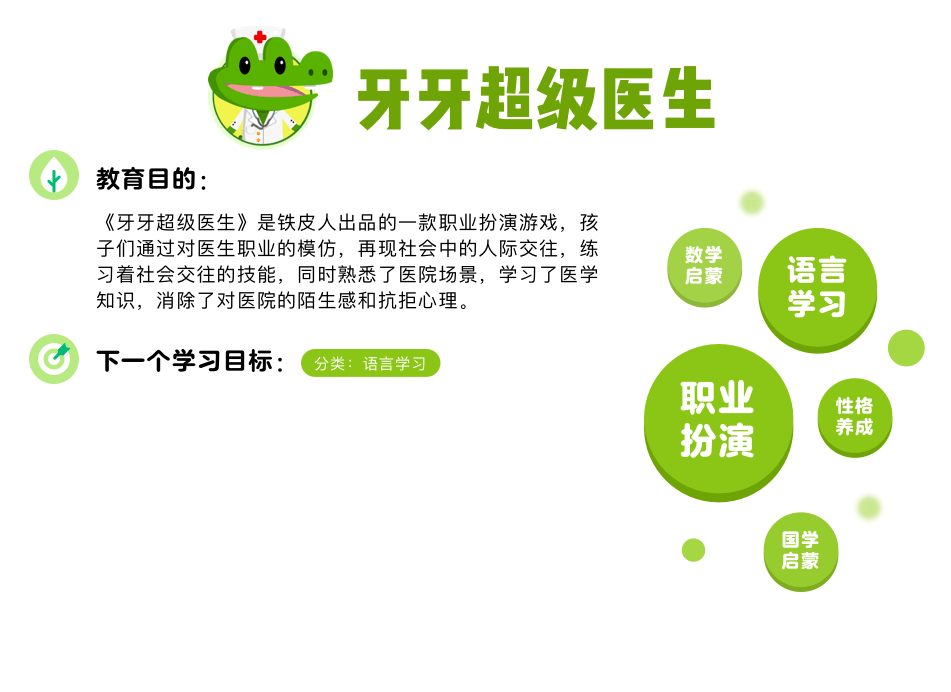 牙牙超级医生
教育目的：
《牙牙超级医生》是铁皮人出品的一款职业扮演游戏，孩
子们通过对医生职业的模仿，再现社会中的人际交往，练
习着社会交往的技能，同时熟悉了医院场景，学习了医学
知识，消除了对医院的陌生感和抗拒心理。
下一个学习目标：
分类：语言学习
数学
启蒙
语言
学习
职业
扮演
性格
养成
国学
启蒙